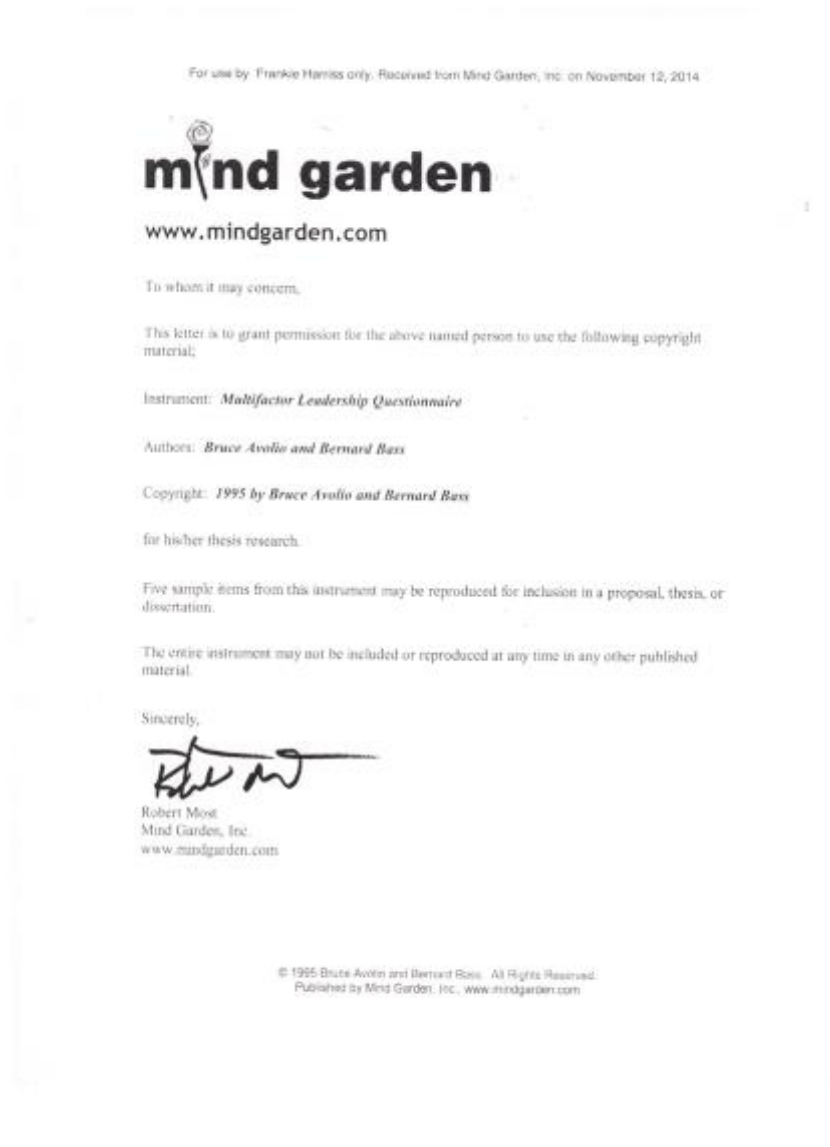 For use by Frankie Harriss only. Received from Mind Garden, Inc. on November 12, 2014
mind garden
www.mindgarden.com
To whom it may concern,
This letter is to grant permission for the above named person to use the following copyright
material;
Instrument: Multifactor Leadership Questionnaire
Authors: Bruce Avolio and Bernard Bass
Copyright: 1995 by Bruce Avolio and Bernard Bass
for his/her thesis research.
Five sample items from this instrument may be reproduced for inclusion in a proposal, thesis, or
dissertation.
The entire instrument may not be included or reproduced at any time in any other published
material.
Sincerely,
Robert Most
Mind Garden, Inc.
www.mindgarden.com
© 1995 Bruce Avolio and Bernard Bass. All Rights Reserved.
Published by Mind Garden, Inc., www.mindgarden.com